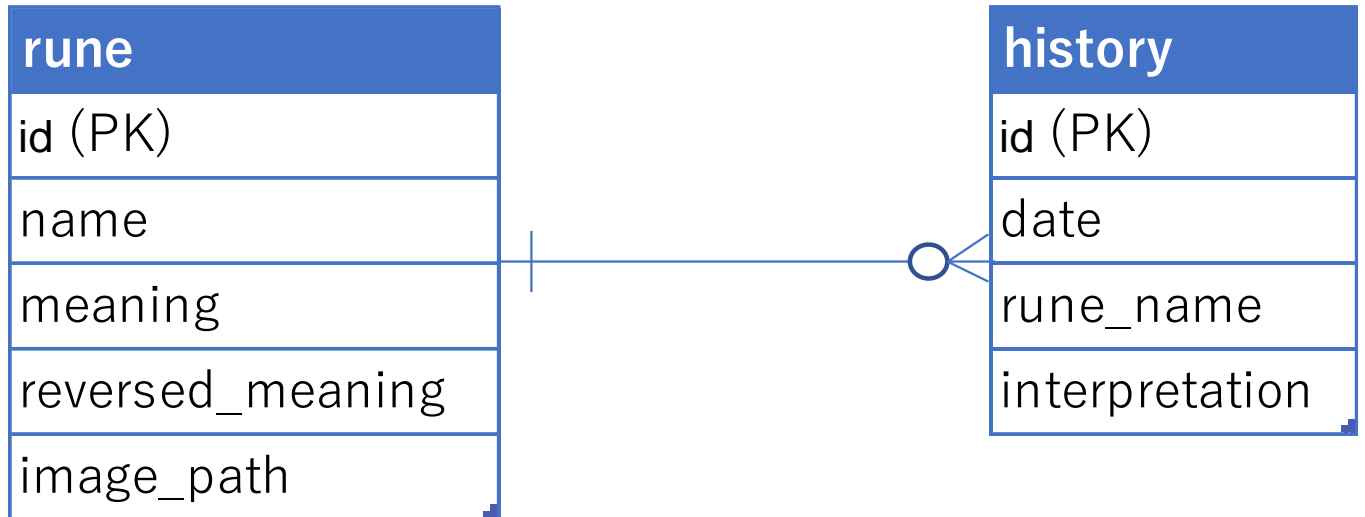 rune
id (PK)
name
meaning
reversed_meaning
image_path
history
id (PK)
date
rune_name
interpretation